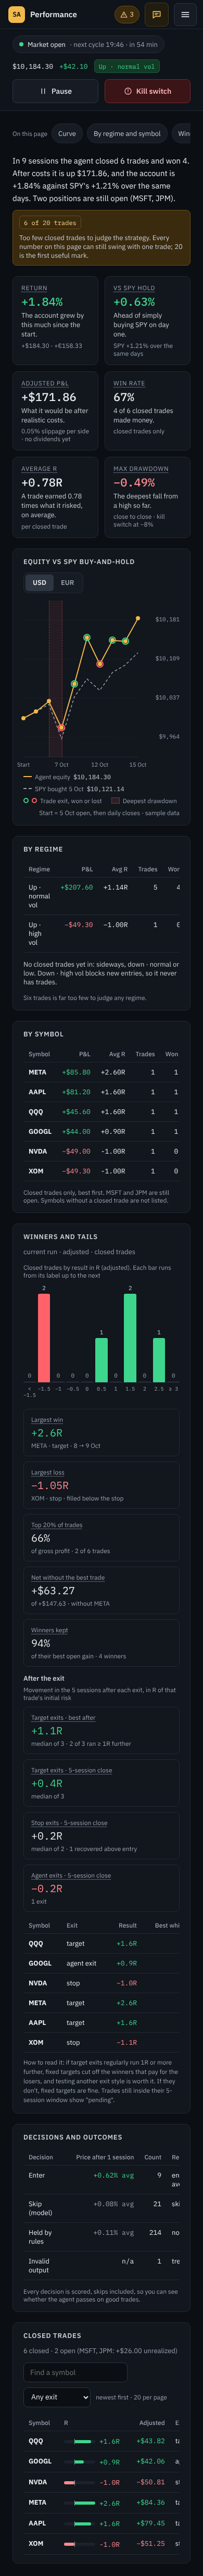 SA Performance 3
Market open · next cycle 19:46 · in 54 min
$10,184.30 +$42.10 Up · normal vol
Pause Kill switch
On this page Curve By regime and symbol Win
In 9 sessions the agent closed 6 trades and won 4.
After costs it is up $171.86, and the account is
+1.84% against SPY's +1.21% over the same
days. Two positions are still open (MSFT, JPM).
6 of 20 trades
Too few closed trades to judge the strategy. Every
number on this page can still swing with one trade; 20
is the first useful mark.
RETURN
+1.84%
The account grew by
this much since the
start.
+$184.30 · +€158.33
VS SPY HOLD
+0.63%
Ahead of simply
buying SPY on day
one.
SPY +1.21% over the
same days
ADJUSTED P&L
+$171.86
What it would be after
realistic costs.
0.05% slippage per side
· no dividends yet
WIN RATE
67%
4 of 6 closed trades
made money.
closed trades only
AVERAGE R
+0.78R
A trade earned 0.78
times what it risked,
on average.
per closed trade
MAX DRAWDOWN
−0.49%
The deepest fall from
a high so far.
close to close · kill
switch at −8%
EQUITY VS SPY BUY-AND-HOLD
USD EUR
$10,181
$10,109
$10,037
$9,964
Start 7 Oct 12 Oct 15 Oct
Agent equity $10,184.30
SPY bought 5 Oct $10,121.14
Trade exit, won or lost Deepest drawdown
Start = 5 Oct open, then daily closes · sample data
BY REGIME
Regime P&L Avg R Trades Wor
Up · normal vol +$207.60 +1.14R 5 4
Up · high vol −$49.30 −1.00R 1 0
No closed trades yet in: sideways, down · normal or
low. Down · high vol blocks new entries, so it never
has trades.
Six trades is far too few to judge any regime.
BY SYMBOL
Symbol P&L Avg R Trades Won
META +$85.80 +2.60R 1 1
AAPL +$81.20 +1.60R 1 1
QQQ +$45.60 +1.60R 1 1
GOOGL +$44.00 +0.90R 1 1
NVDA −$49.00 −1.00R 1 0
XOM −$49.30 −1.00R 1 0
Closed trades only, best first. MSFT and JPM are still
open. Symbols without a closed trade are not listed.
WINNERS AND TAILS
current run · adjusted · closed trades
Closed trades by result in R (adjusted). Each bar runs
from its label up to the next
0 2 0 0 0 1 0 2 0 1 0
< −1.5 −1.5 −1 −0.5 0 0.5 1 1.5 2 2.5 ≥ 3
Largest win
+2.6R
META · target · 8 → 9 Oct
Largest loss
−1.05R
XOM · stop · filled below the stop
Top 20% of trades
66%
of gross profit · 2 of 6 trades
Net without the best trade
+$63.27
of +$147.63 · without META
Winners kept
94%
of their best open gain · 4 winners
After the exit
Movement in the 5 sessions after each exit, in R of that
trade's initial risk
Target exits · best after
+1.1R
median of 3 · 2 of 3 ran ≥ 1R further
Target exits · 5-session close
+0.4R
median of 3
Stop exits · 5-session close
+0.2R
median of 2 · 1 recovered above entry
Agent exits · 5-session close
−0.2R
1 exit
Symbol Exit Result Best whi
QQQ target +1.6R
GOOGL agent exit +0.9R
NVDA stop −1.0R
META target +2.6R
AAPL target +1.6R
XOM stop −1.1R
How to read it: if target exits regularly run 1R or more
further, fixed targets cut off the winners that pay for the
losers, and testing another exit style is worth it. If they
don't, fixed targets are fine. Trades still inside their 5-
session window show "pending".
DECISIONS AND OUTCOMES
Decision Price after 1 session Count Re
Enter +0.62% avg 9 en
Skip (model) +0.08% avg 21 ski
Held by rules +0.11% avg 214 no
Invalid output n/a 1 tre
Every decision is scored, skips included, so you can see
whether the agent passes on good trades.
CLOSED TRADES
6 closed · 2 open (MSFT, JPM: +$26.00 unrealized)
Find a symbol
Any exit newest first · 20 per page
Symbol R Adjusted E
QQQ +1.6R +$43.82 ta
GOOGL +0.9R +$42.06 a
NVDA −1.0R −$50.81 st
META +2.6R +$84.36 ta
AAPL +1.6R +$79.45 ta
XOM −1.0R −$51.25 st